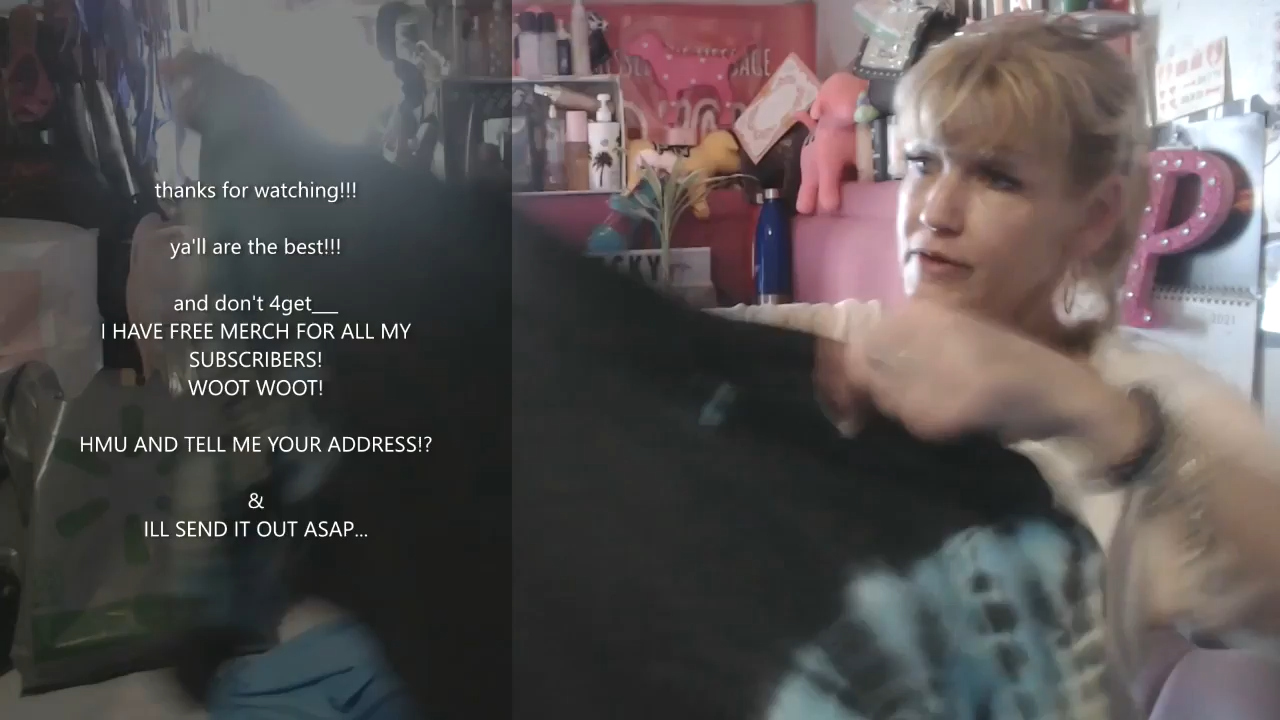 thanks for watching!!!
ya'll are the best!!!
and don't 4get___
I HAVE FREE MERCH FOR ALL MY
SUBSCRIBERS!
WOOT WOOT!
HMU AND TELL ME YOUR ADDRESS!?
&
ILL SEND IT OUT ASAP...
P
2021